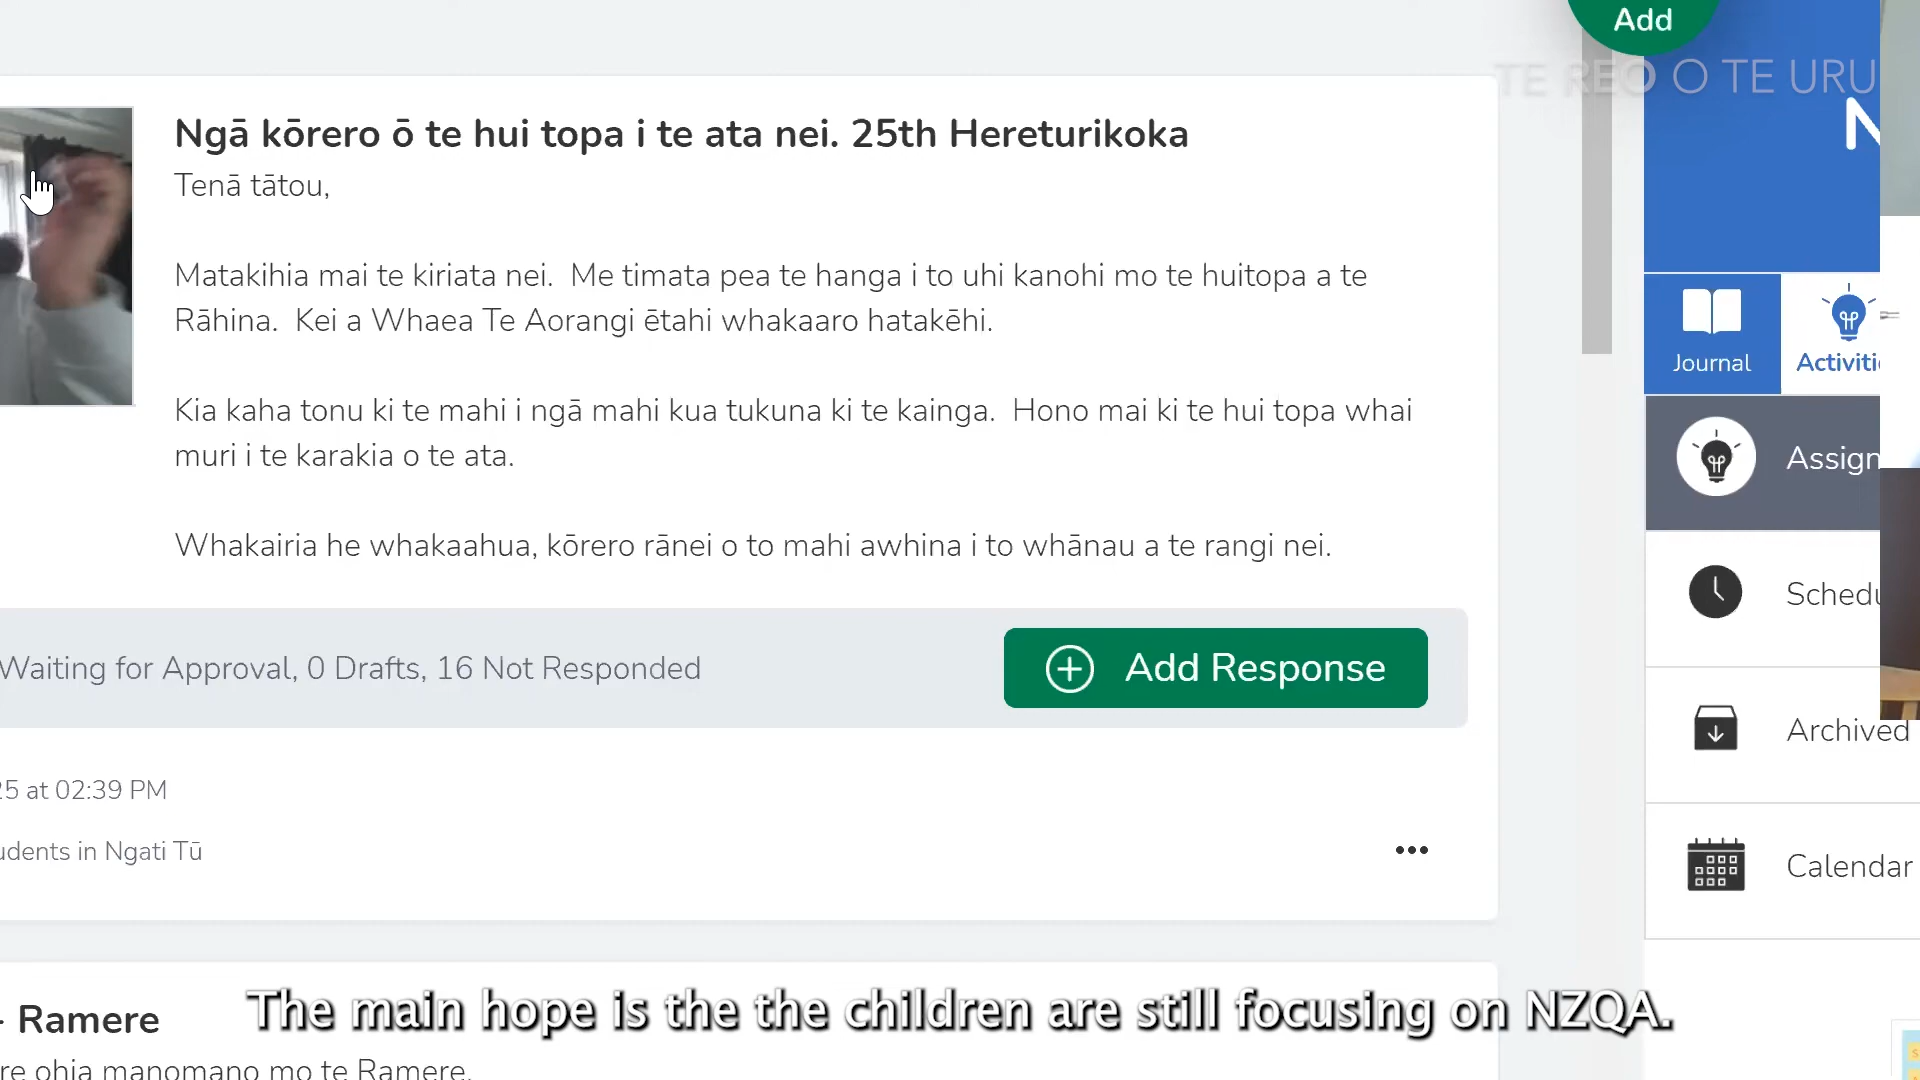 Add
TE REO O TE URU
Ngā kōrero ō te hui topa i te ata nei. 25th Hereturikoka
Tenā tātou,
Matakihia mai te kiriata nei.  Me timata pea te hanga i to uhi kanohi mo te huitopa a te
Rāhina.  Kei a Whaea Te Aorangi ētahi whakaaro hatakēhi.
Kia kaha tonu ki te mahi i ngā mahi kua tukuna ki te kainga.  Hono mai ki te hui topa whai
muri i te karakia o te ata.
Whakairia he whakaahua, kōrero rānei o to mahi awhina i to whānau a te rangi nei.
Waiting for Approval, 0 Drafts, 16 Not Responded
Add Response
25 at 02:39 PM
udents in Ngati Tū
Journal
Activiti
Assign
Schedu
Archived
Calendar
- Ramere
re ohia manomano mo te Ramere.
The main hope is the the children are still focusing on NZQA.